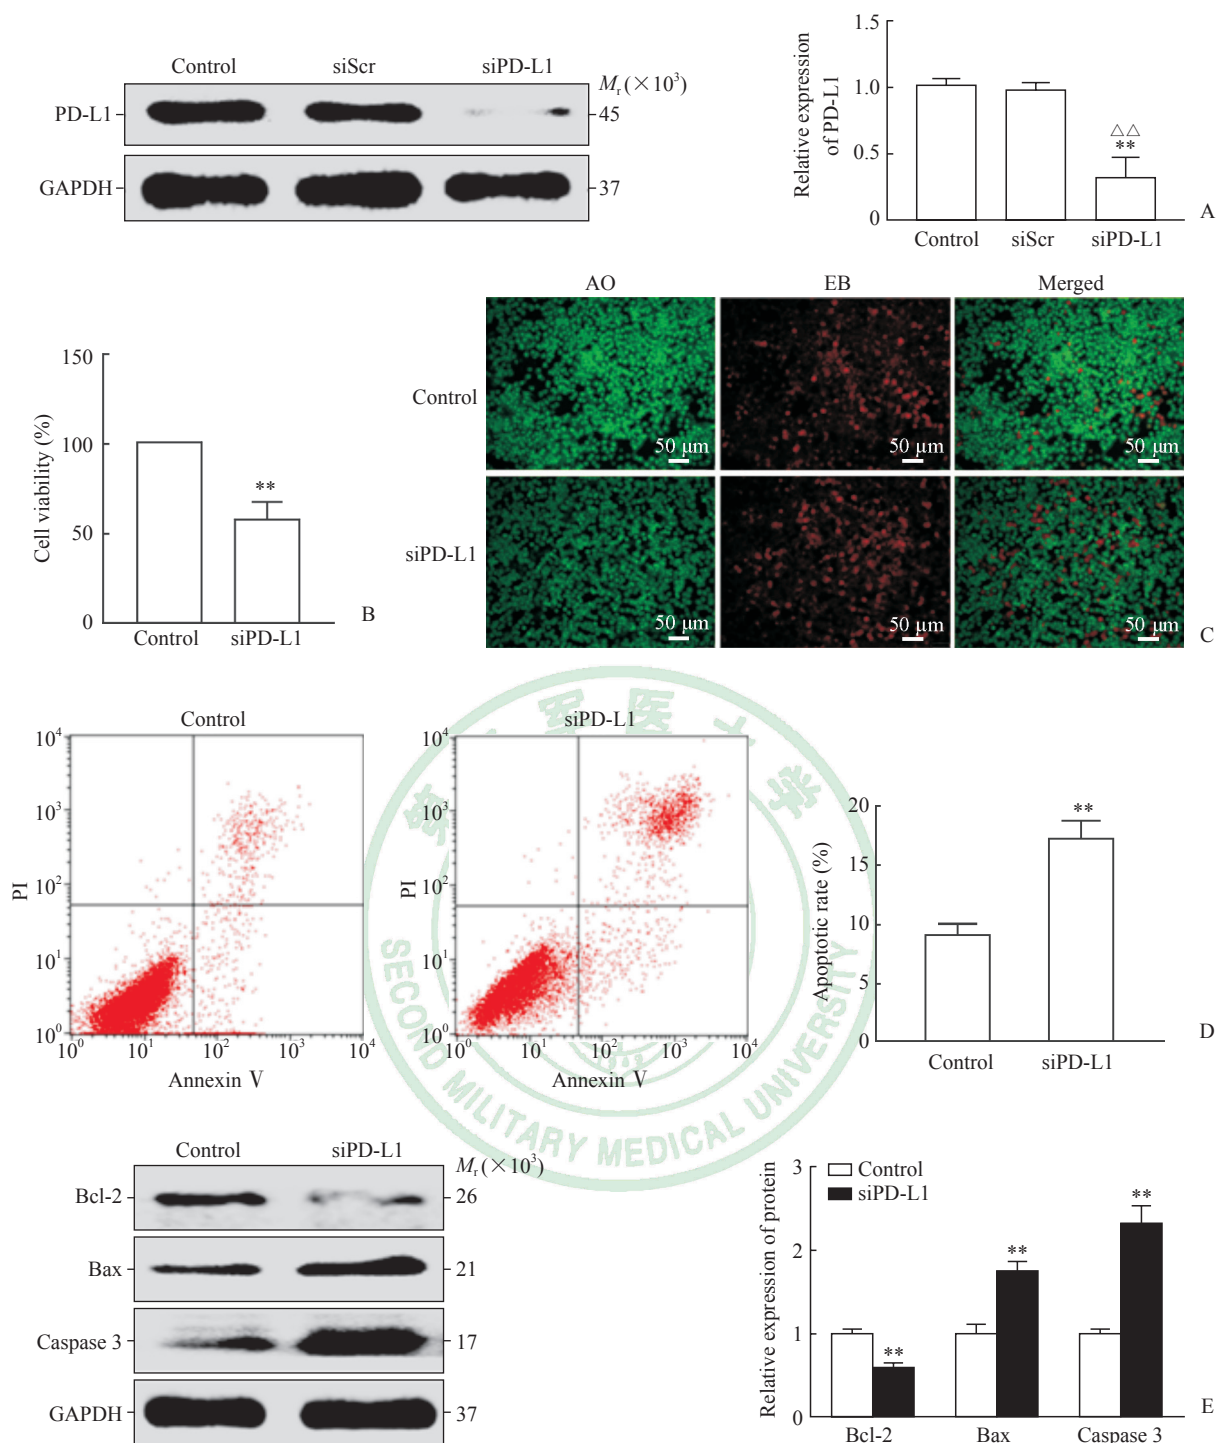 Control siScr siPD-L1
Mr(×10³)
PD-L1 45
GAPDH 37
Relative expression
of PD-L1
1.5
1.0
0.5
0
△△
**
Control siScr siPD-L1
A
Cell viability (%)
150
100
50
0
**
Control siPD-L1
B
AO EB Merged
Control
50 μm 50 μm 50 μm
siPD-L1
50 μm 50 μm 50 μm
C
Control
PI
10⁴
10³
10²
10¹
10⁰
10⁰ 10¹ 10² 10³ 10⁴
Annexin Ⅴ
siPD-L1
PI
10⁴
10³
10²
10¹
10⁰
10⁰ 10¹ 10² 10³ 10⁴
Annexin Ⅴ
Apoptotic rate (%)
20
15
10
5
0
**
Control siPD-L1
D
SECOND MILITARY MEDICAL UNIVERSITY
Control siPD-L1
Mr(×10³)
Bcl-2 26
Bax 21
Caspase 3 17
GAPDH 37
Relative expression of protein
3
2
1
0
Control
siPD-L1
**
**
**
Bcl-2 Bax Caspase 3
E